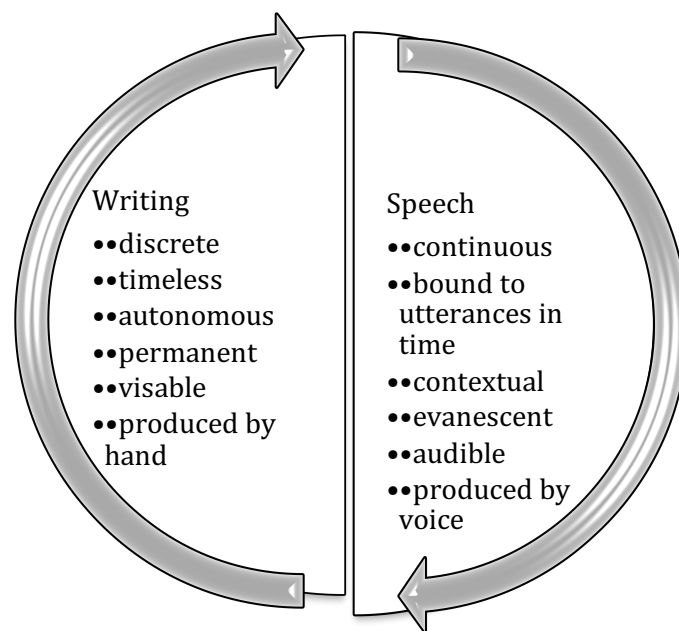 Writing
••discrete
••timeless
••autonomous
••permanent
••visable
••produced by
hand
Speech
••continuous
••bound to
utterances in
time
••contextual
••evanescent
••audible
••produced by
voice